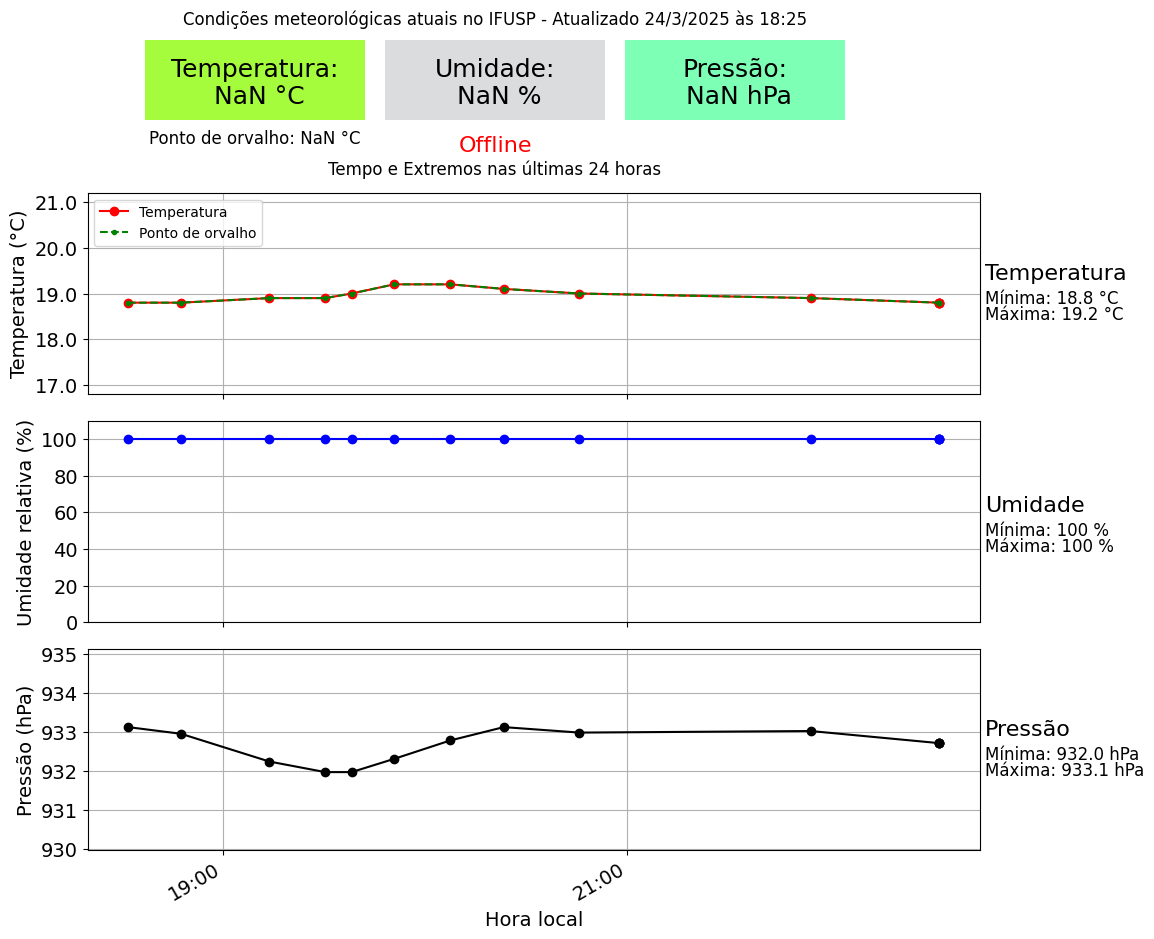 Condições meteorológicas atuais no IFUSP - Atualizado 24/3/2025 às 18:25
Temperatura:
NaN °C
Umidade:
NaN %
Pressão:
NaN hPa
Ponto de orvalho: NaN °C
Offline
Tempo e Extremos nas últimas 24 horas
Temperatura (°C)
21.0
20.0
19.0
18.0
17.0
Temperatura
Ponto de orvalho
Temperatura
Mínima: 18.8 °C
Máxima: 19.2 °C
Umidade relativa (%)
100
80
60
40
20
0
Umidade
Mínima: 100 %
Máxima: 100 %
Pressão (hPa)
935
934
933
932
931
930
Pressão
Mínima: 932.0 hPa
Máxima: 933.1 hPa
19:00
21:00
Hora local